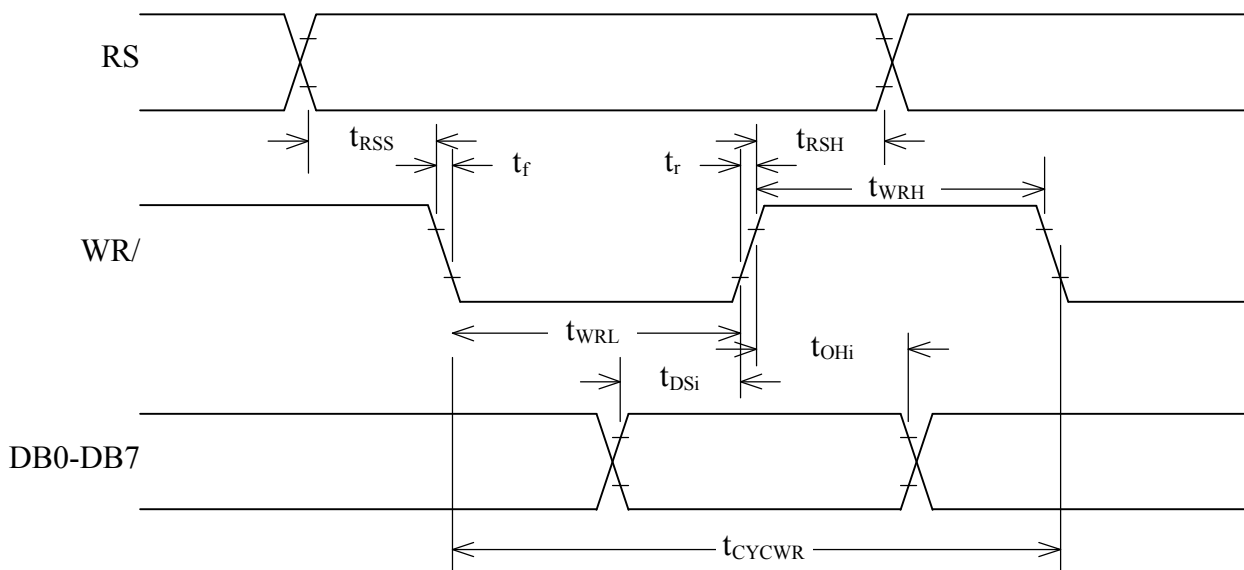 RS
tRSS
tRSH
tf
tr
tWRH
WR/
tWRL
tOHi
tDSi
DB0-DB7
tCYCWR